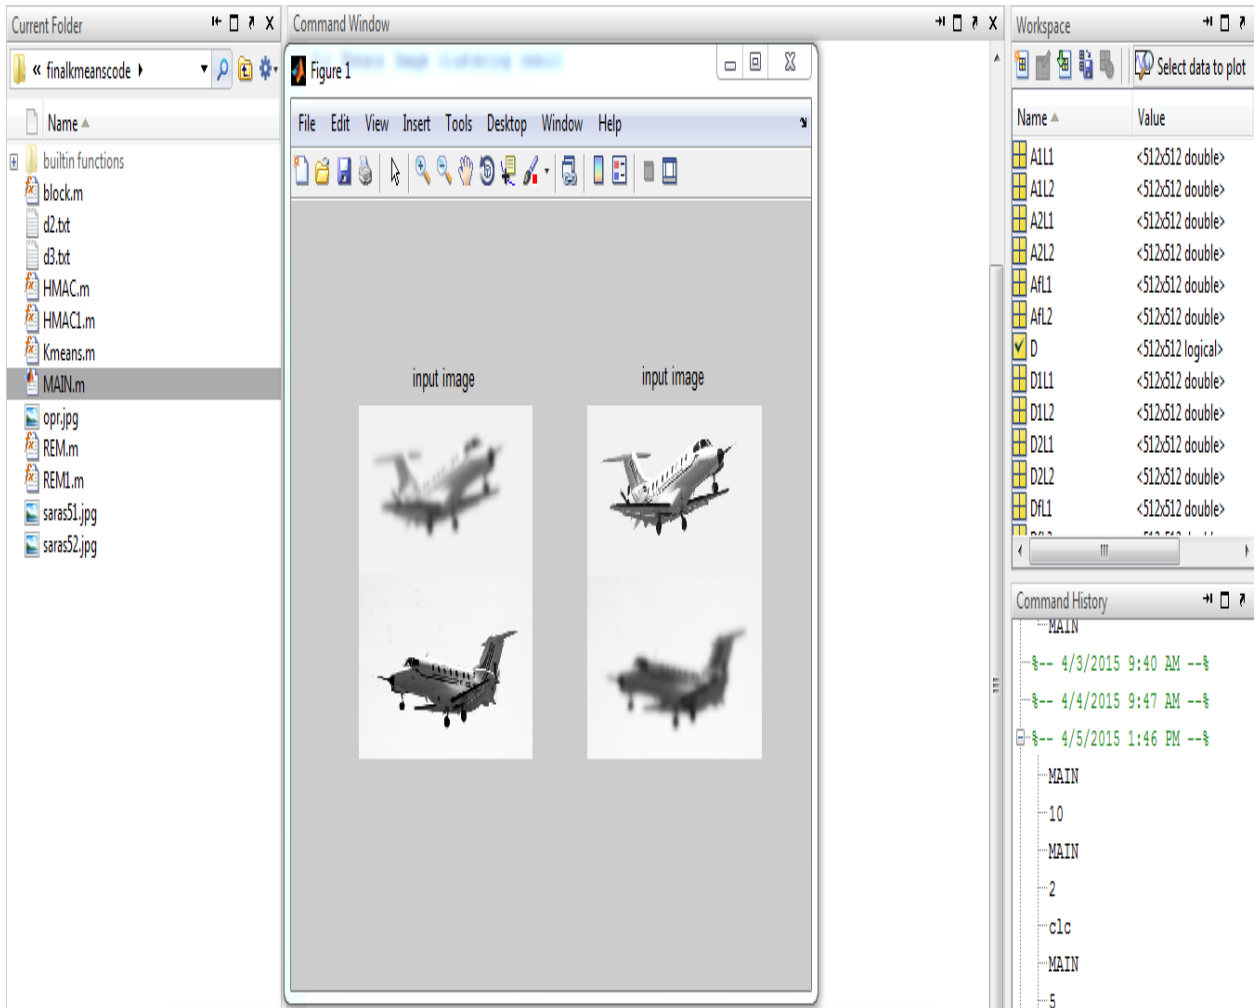 Current Folder
« finalkmeanscode
Name
builtin functions
block.m
d2.txt
d3.txt
HMAC.m
HMAC1.m
Kmeans.m
MAIN.m
opr.jpg
REM.m
REM1.m
saras51.jpg
saras52.jpg
Command Window
Figure 1
File Edit View Insert Tools Desktop Window Help
input image
input image
Workspace
Select data to plot
Name Value
A1L1 <512x512 double>
A1L2 <512x512 double>
A2L1 <512x512 double>
A2L2 <512x512 double>
AfL1 <512x512 double>
AfL2 <512x512 double>
D <512x512 logical>
D1L1 <512x512 double>
D1L2 <512x512 double>
D2L1 <512x512 double>
D2L2 <512x512 double>
DfL1 <512x512 double>
Command History
MAIN
%-- 4/3/2015 9:40 AM --%
%-- 4/4/2015 9:47 AM --%
%-- 4/5/2015 1:46 PM --%
MAIN
10
MAIN
2
clc
MAIN
5